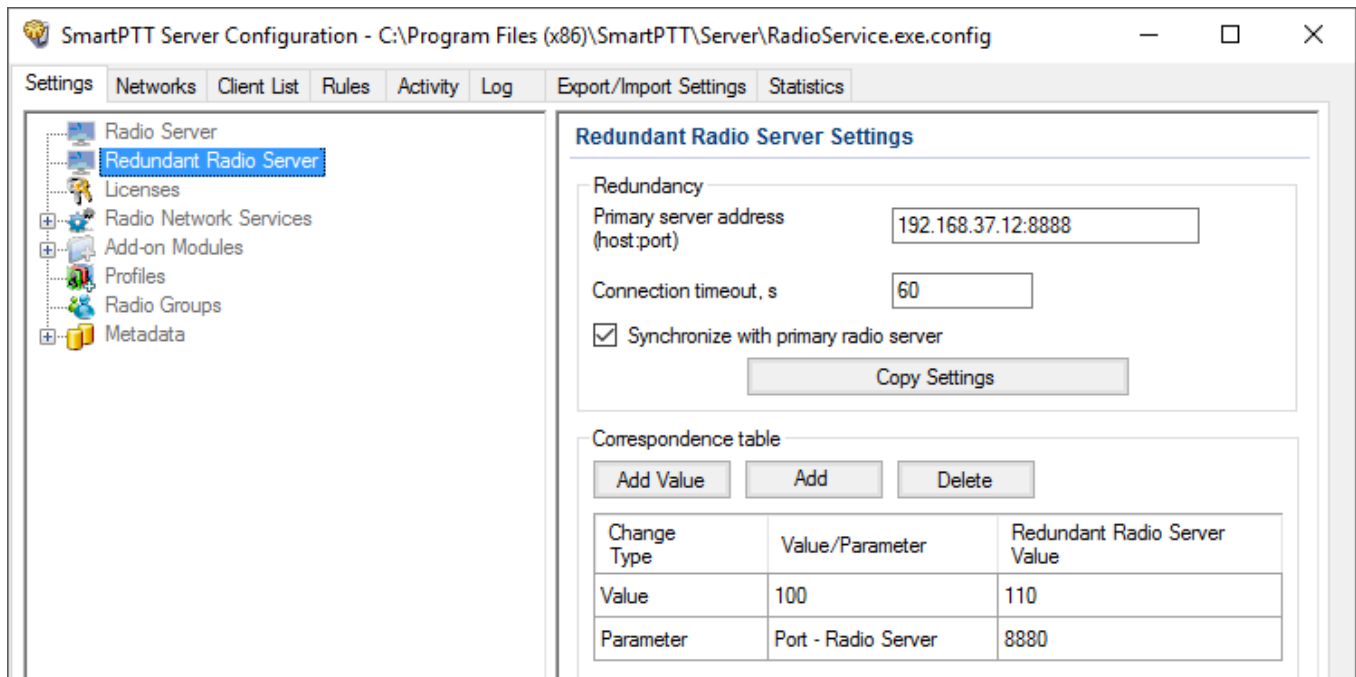 SmartPTT Server Configuration - C:\Program Files (x86)\SmartPTT\Server\RadioService.exe.config
Settings Networks Client List Rules Activity Log Export/Import Settings Statistics
Radio Server
Redundant Radio Server
Licenses
Radio Network Services
Add-on Modules
Profiles
Radio Groups
Metadata
Redundant Radio Server Settings
Redundancy
Primary server address
(host:port)
192.168.37.12:8888
Connection timeout, s
60
Synchronize with primary radio server
Copy Settings
Correspondence table
Add Value Add Delete
Change
Type
Value/Parameter
Redundant Radio Server
Value
Value 100 110
Parameter Port - Radio Server 8880